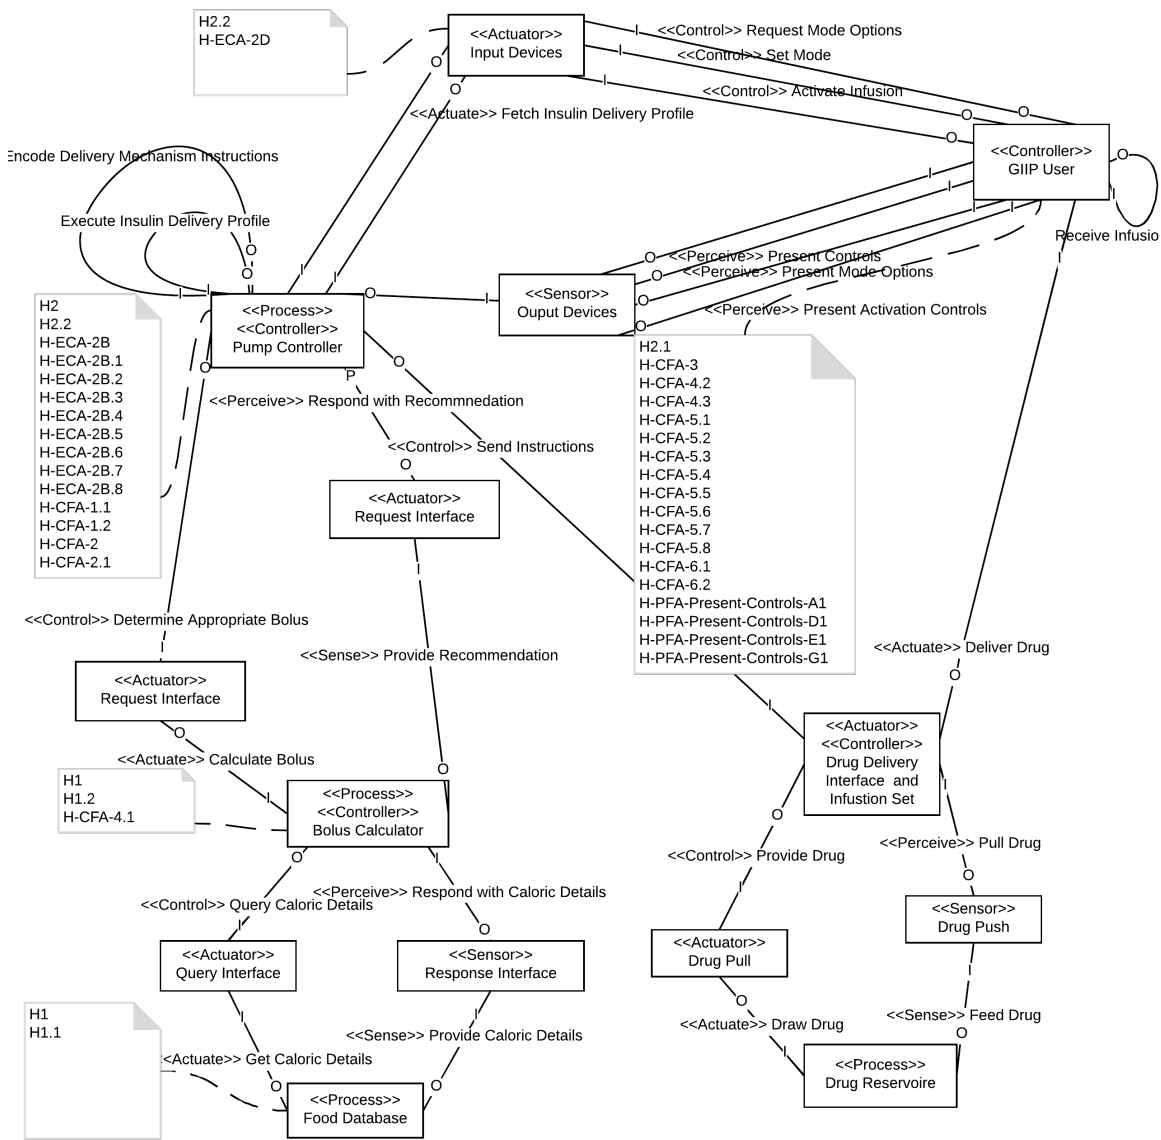 H2.2
H-ECA-2D
<<Actuator>>
Input Devices
I
<<Control>> Request Mode Options
I
<<Control>> Set Mode
I
<<Control>> Activate Infusion
O
O
<<Actuate>> Fetch Insulin Delivery Profile
O
O
O
<<Controller>>
GIIP User
O
I
Receive Infusio
Encode Delivery Mechanism Instructions
Execute Insulin Delivery Profile
O
O
I
I
I
I
I
I
I
I
O
<<Perceive>> Present Controls
O
<<Perceive>> Present Mode Options
O
<<Perceive>> Present Activation Controls
O
I
O
I
<<Sensor>>
Ouput Devices
<<Process>>
<<Controller>>
Pump Controller
H2
H2.2
H-ECA-2B
H-ECA-2B.1
H-ECA-2B.2
H-ECA-2B.3
H-ECA-2B.4
H-ECA-2B.5
H-ECA-2B.6
H-ECA-2B.7
H-ECA-2B.8
H-CFA-1.1
H-CFA-1.2
H-CFA-2
H-CFA-2.1
O
P
O
<<Perceive>> Respond with Recommnedation
<<Control>> Send Instructions
O
<<Actuator>>
Request Interface
I
H2.1
H-CFA-3
H-CFA-4.2
H-CFA-4.3
H-CFA-5.1
H-CFA-5.2
H-CFA-5.3
H-CFA-5.4
H-CFA-5.5
H-CFA-5.6
H-CFA-5.7
H-CFA-5.8
H-CFA-6.1
H-CFA-6.2
H-PFA-Present-Controls-A1
H-PFA-Present-Controls-D1
H-PFA-Present-Controls-E1
H-PFA-Present-Controls-G1
<<Control>> Determine Appropriate Bolus
I
<<Sense>> Provide Recommendation
<<Actuate>> Deliver Drug
O
<<Actuator>>
Request Interface
O
<<Actuate>> Calculate Bolus
I
O
I
<<Actuator>>
<<Controller>>
Drug Delivery
Interface and
Infustion Set
H1
H1.2
H-CFA-4.1
<<Process>>
<<Controller>>
Bolus Calculator
O
I
O
I
<<Control>> Provide Drug
I
<<Perceive>> Pull Drug
O
<<Perceive>> Respond with Caloric Details
<<Control>> Query Caloric Details
I
O
<<Actuator>>
Query Interface
<<Sensor>>
Response Interface
<<Actuator>>
Drug Pull
<<Sensor>>
Drug Push
I
I
O
I
H1
H1.1
<<Sense>> Provide Caloric Details
<<Actuate>> Get Caloric Details
O
O
<<Actuate>> Draw Drug
I
<<Sense>> Feed Drug
O
<<Process>>
Food Database
<<Process>>
Drug Reservoire